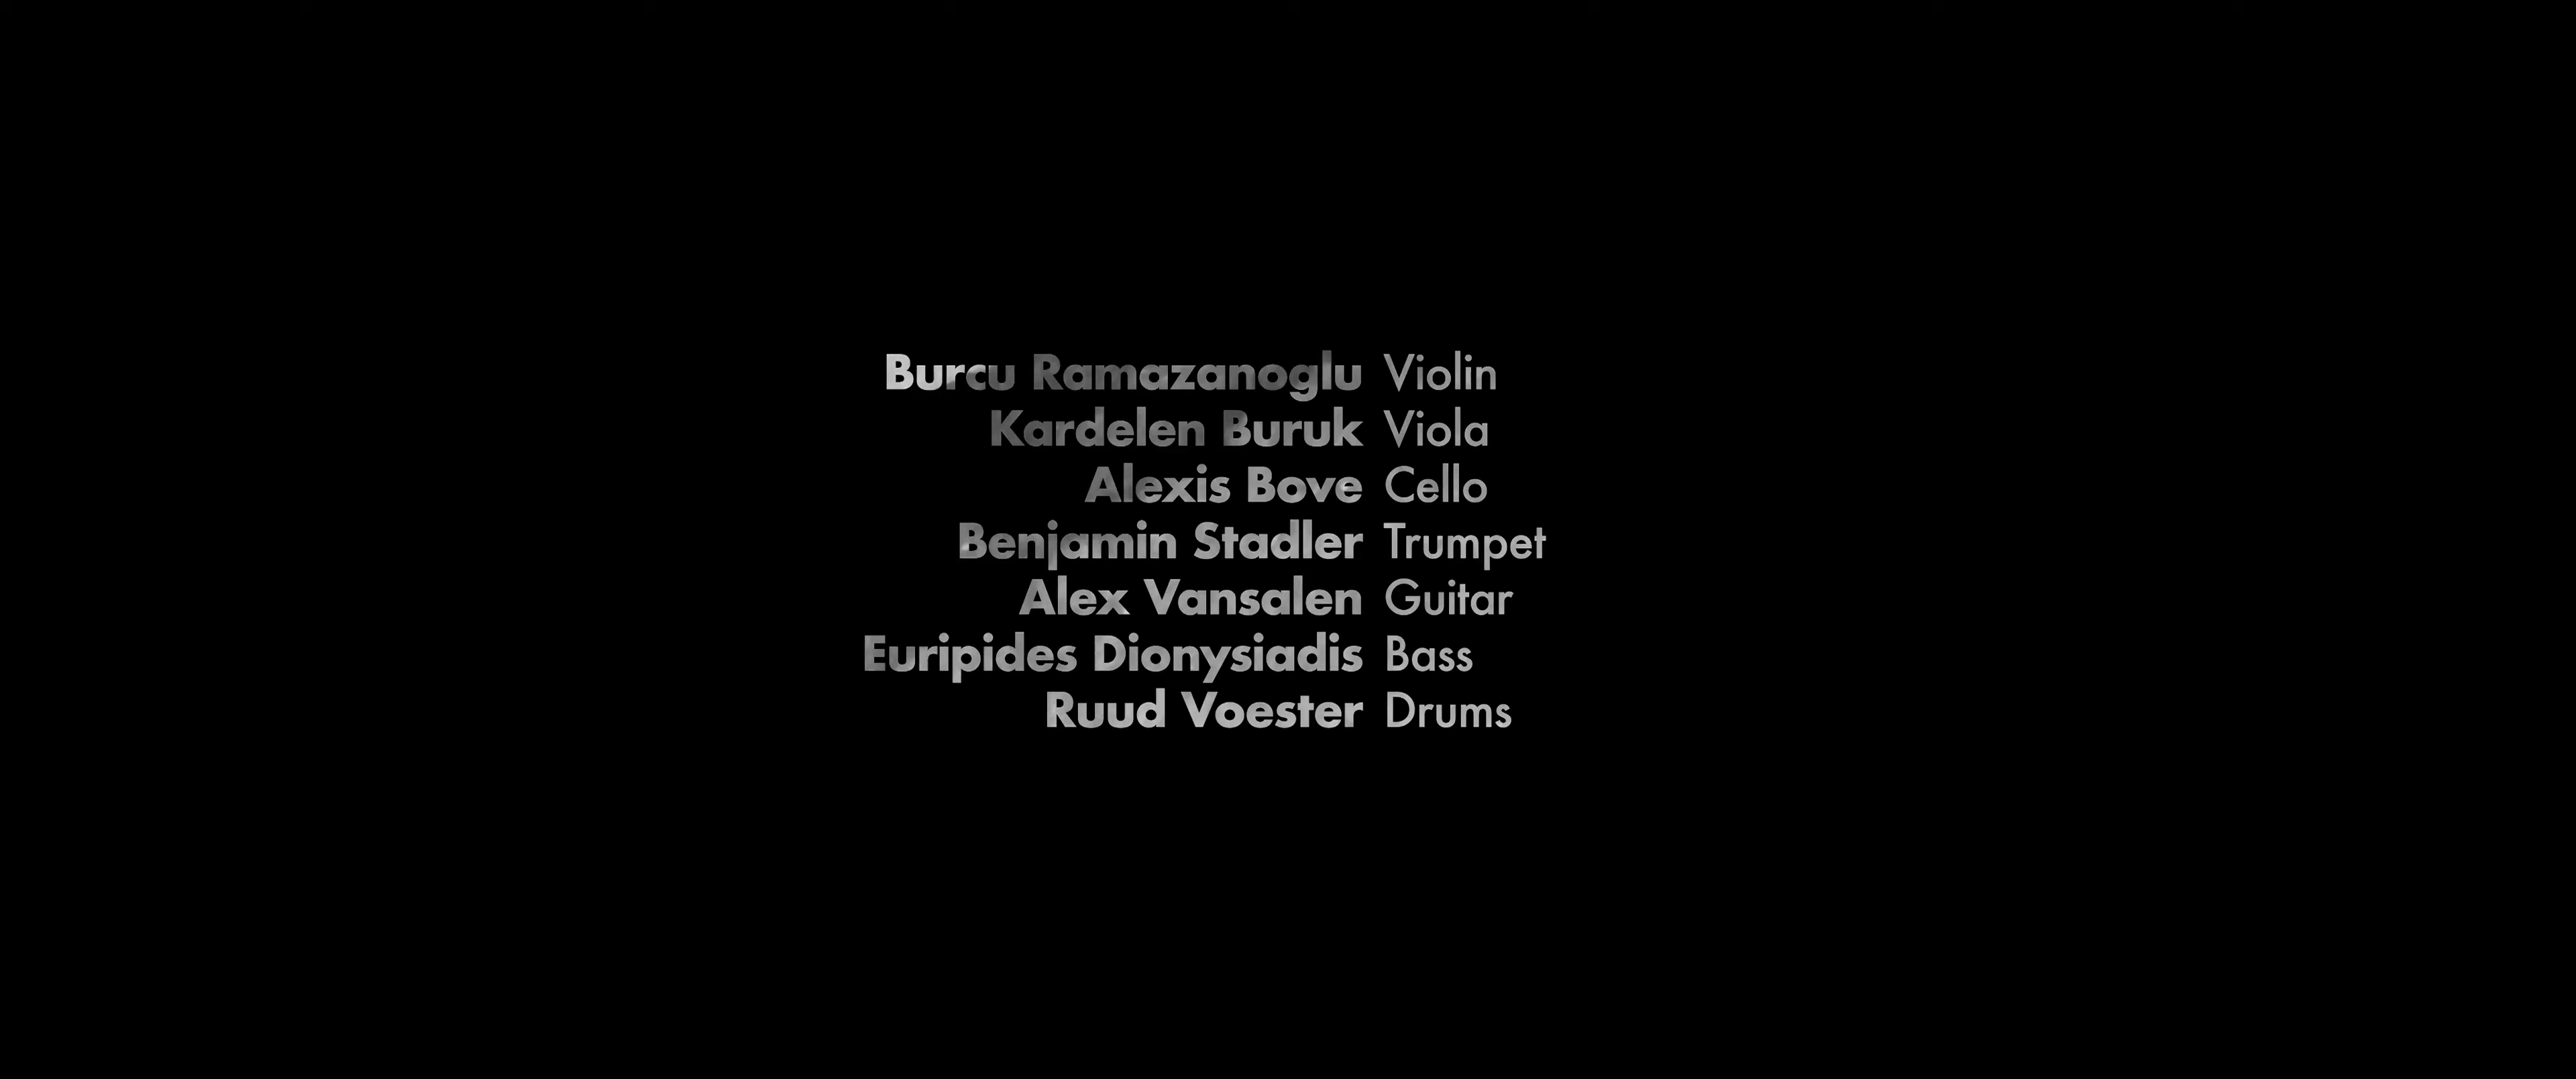 Burcu Ramazanoglu Violin
Kardelen Buruk Viola
Alexis Bove Cello
Benjamin Stadler Trumpet
Alex Vansalen Guitar
Euripides Dionysiadis Bass
Ruud Voester Drums